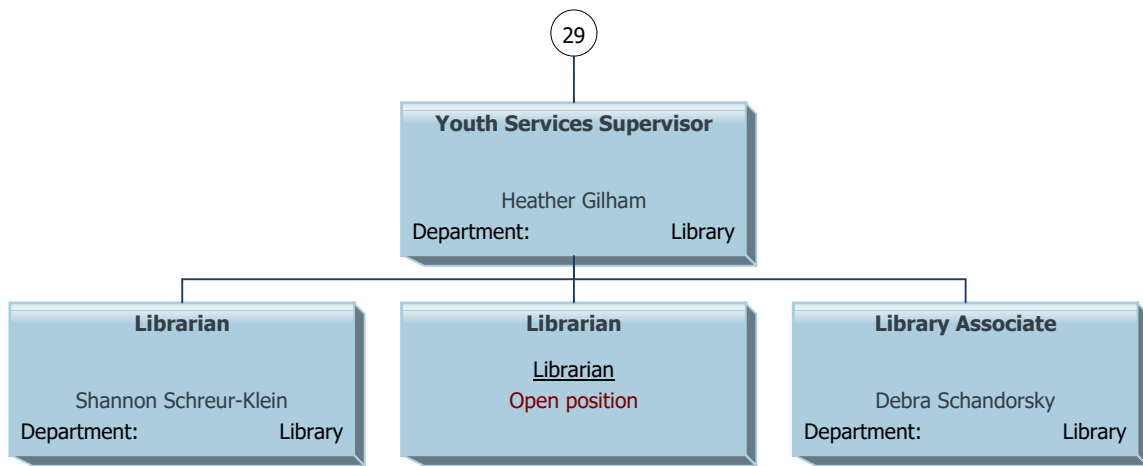 29
Youth Services Supervisor
Heather Gilham
Department: Library
Librarian
Shannon Schreur-Klein
Department: Library
Librarian
Librarian
Open position
Library Associate
Debra Schandorsky
Department: Library